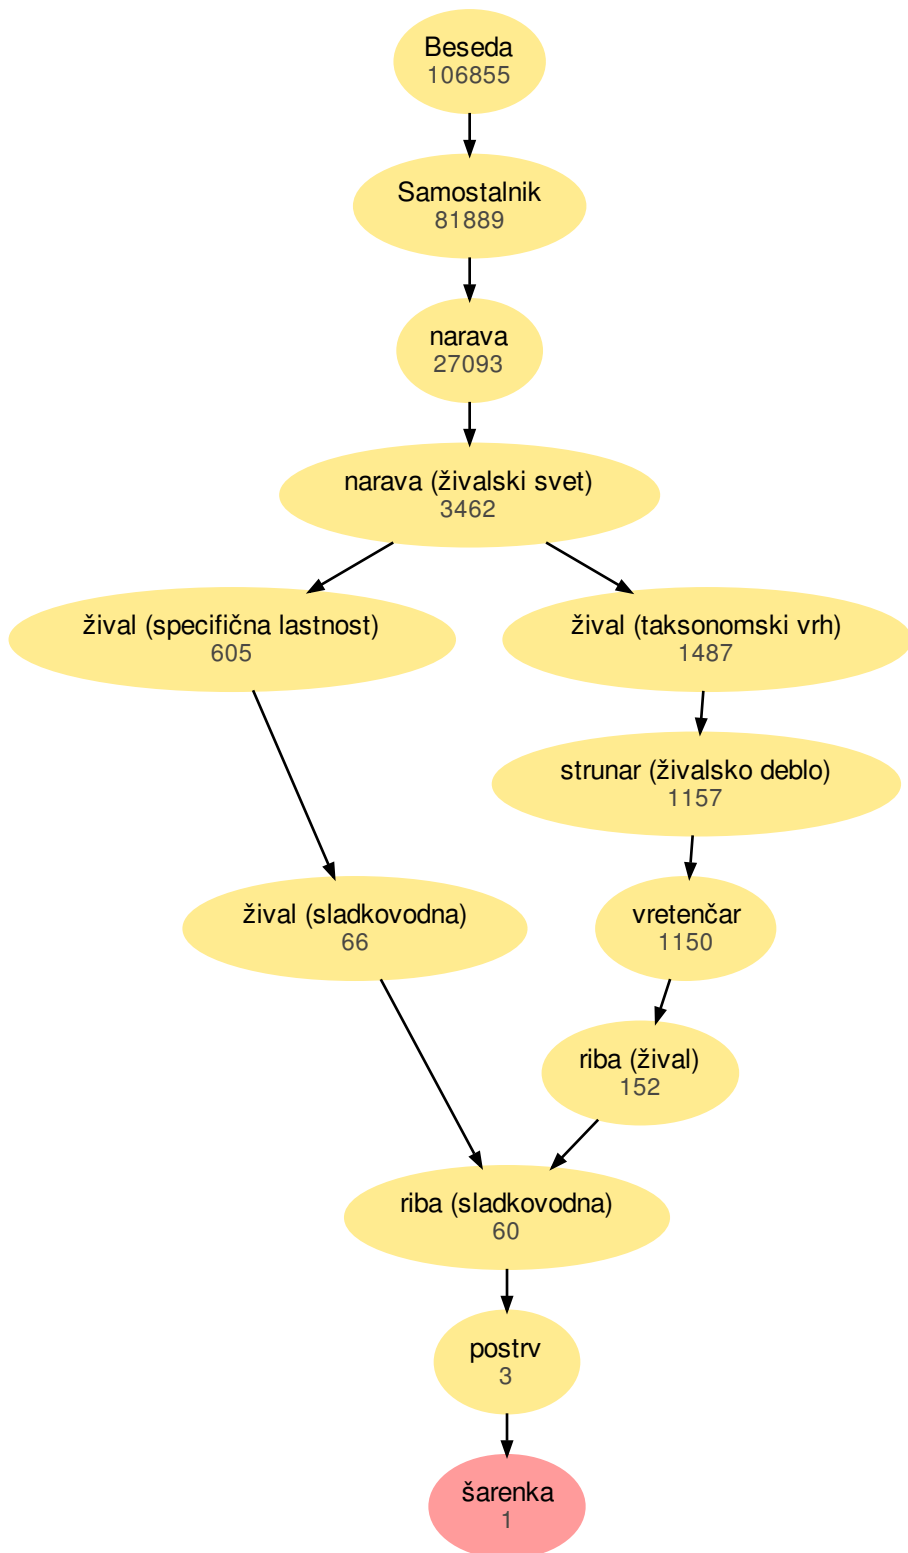 Beseda
106855
Samostalnik
81889
narava
27093
narava (živalski svet)
3462
žival (specifična lastnost)
605
žival (taksonomski vrh)
1487
strunar (živalsko deblo)
1157
žival (sladkovodna)
66
vretenčar
1150
riba (žival)
152
riba (sladkovodna)
60
postrv
3
šarenka
1